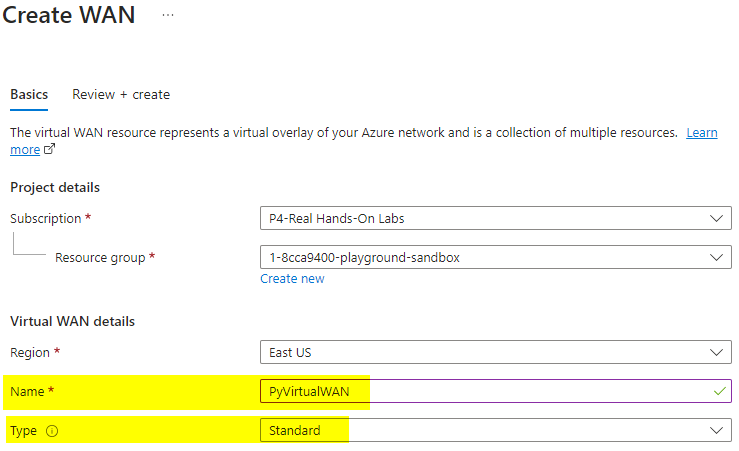 Create WAN ...
Basics Review + create
The virtual WAN resource represents a virtual overlay of your Azure network and is a collection of multiple resources. Learn
more
Project details
Subscription * P4-Real Hands-On Labs
Resource group * 1-8cca9400-playground-sandbox
Create new
Virtual WAN details
Region * East US
Name * PyVirtualWAN
Type Standard